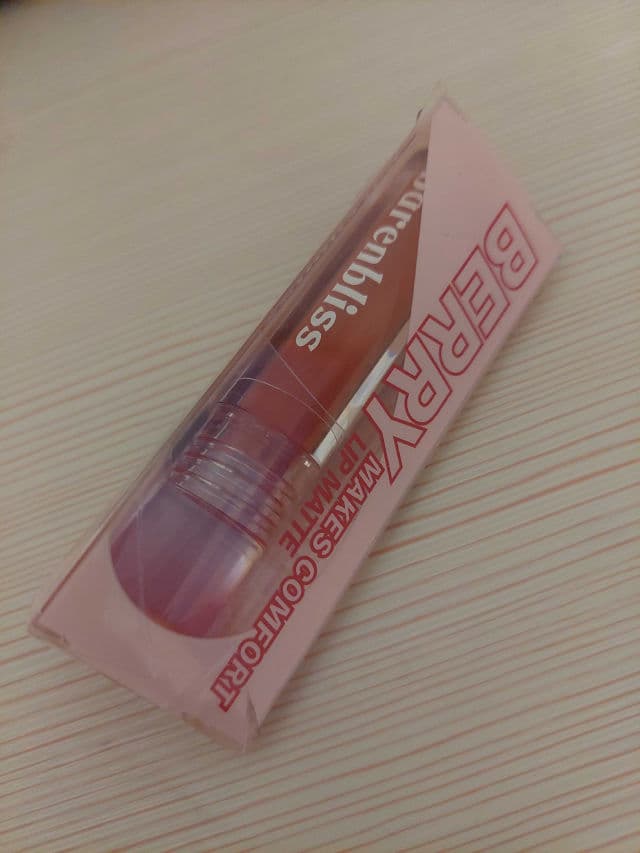 barenbliss
BERRY
MAKES COMFORT
LIP MATTE